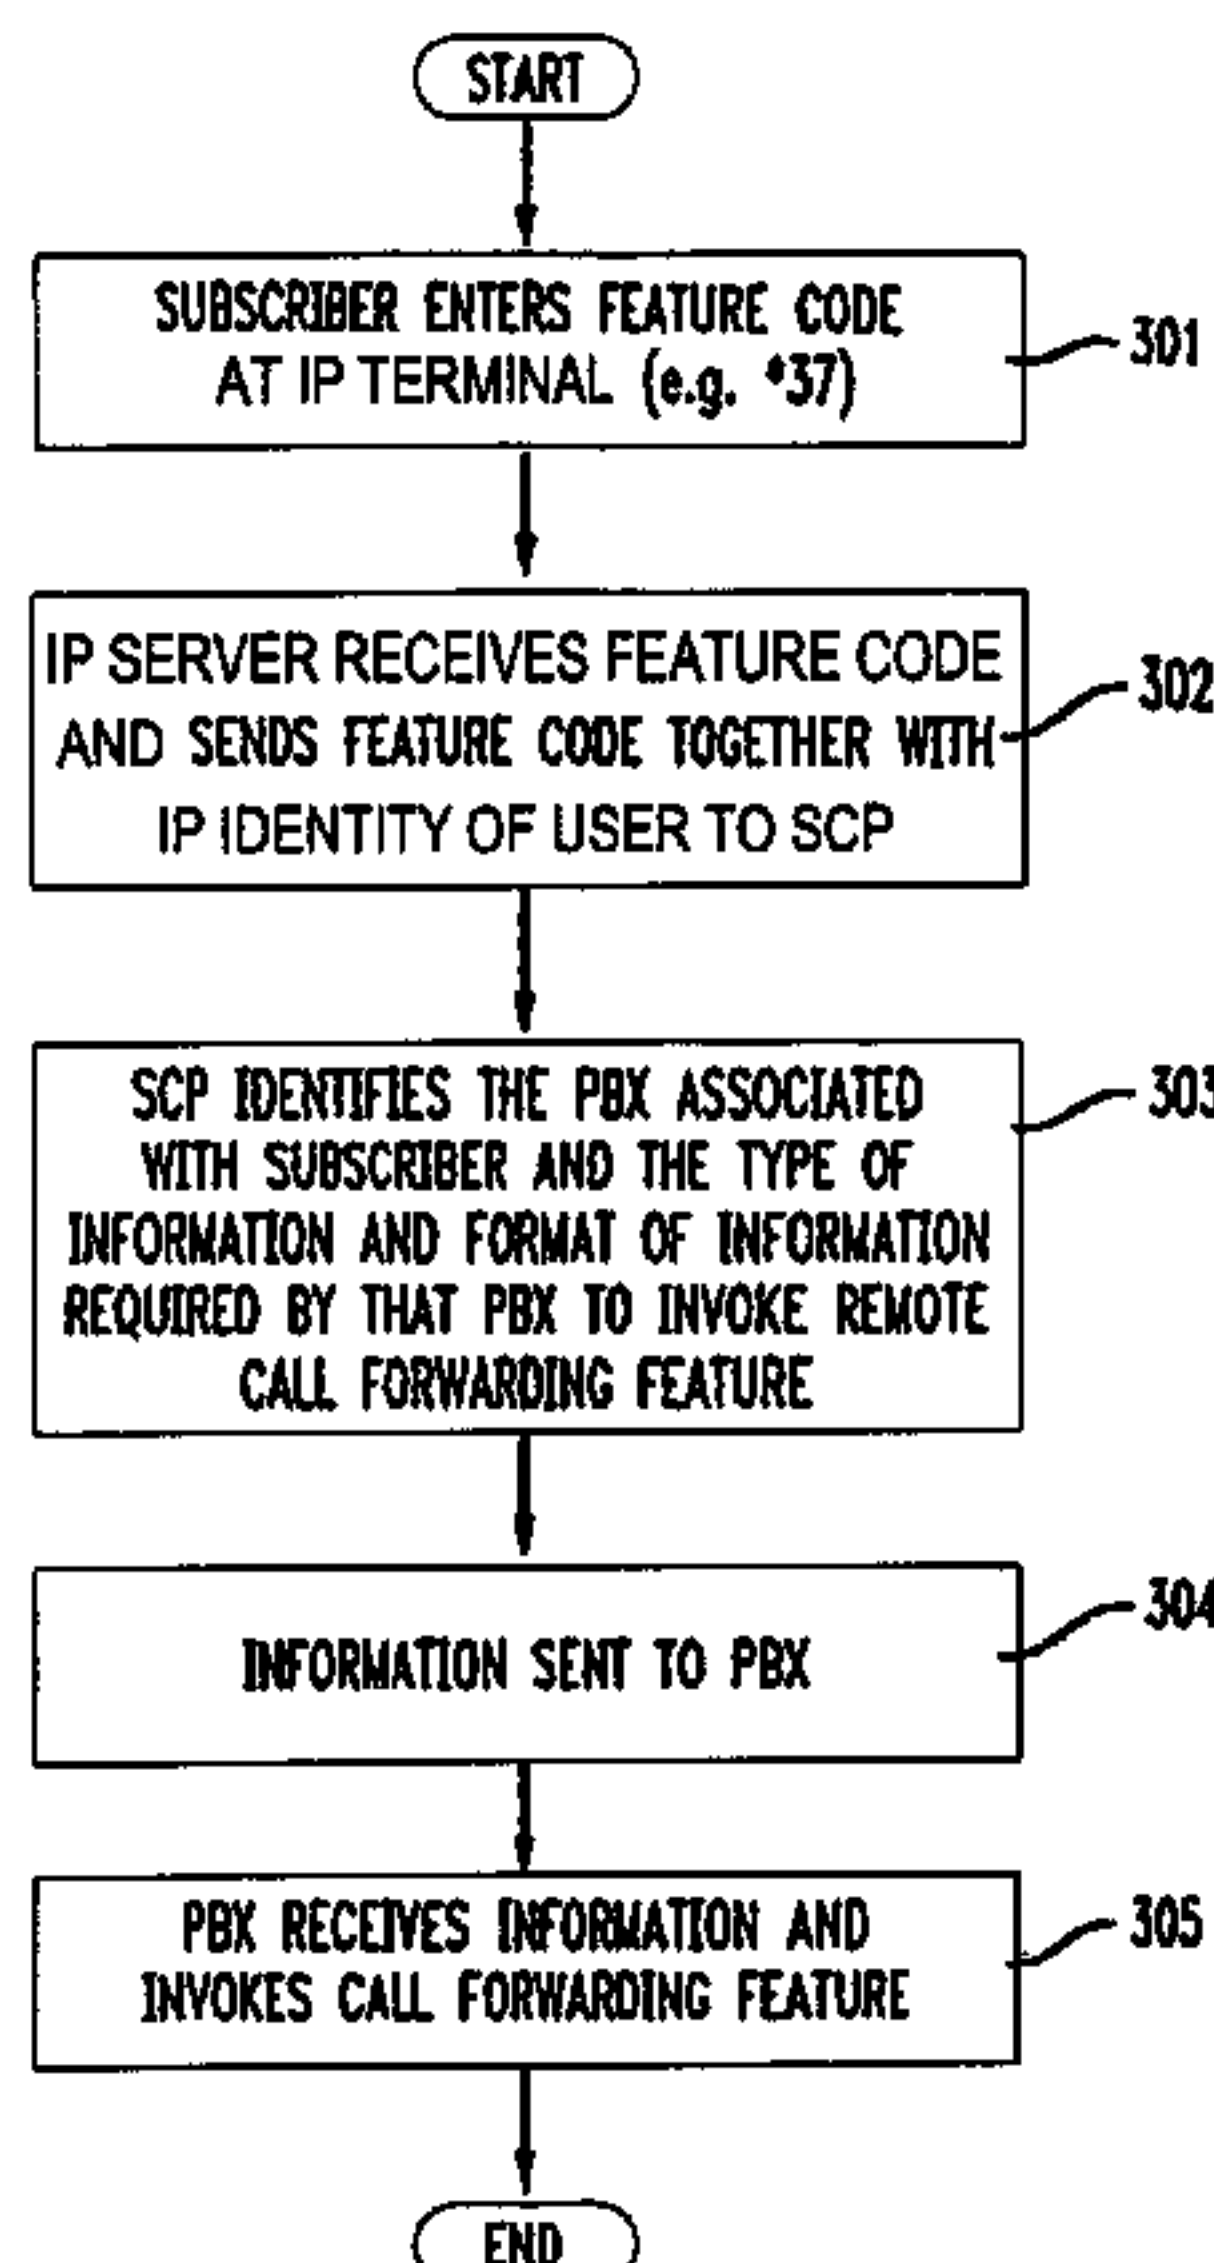 START
SUBSCRIBER ENTERS FEATURE CODE
AT IP TERMINAL (e.g. *37)
301
IP SERVER RECEIVES FEATURE CODE
AND SENDS FEATURE CODE TOGETHER WITH
IP IDENTITY OF USER TO SCP
302
SCP IDENTIFIES THE PBX ASSOCIATED
WITH SUBSCRIBER AND THE TYPE OF
INFORMATION AND FORMAT OF INFORMATION
REQUIRED BY THAT PBX TO INVOKE REMOTE
CALL FORWARDING FEATURE
303
INFORMATION SENT TO PBX
304
PBX RECEIVES INFORMATION AND
INVOKES CALL FORWARDING FEATURE
305
END